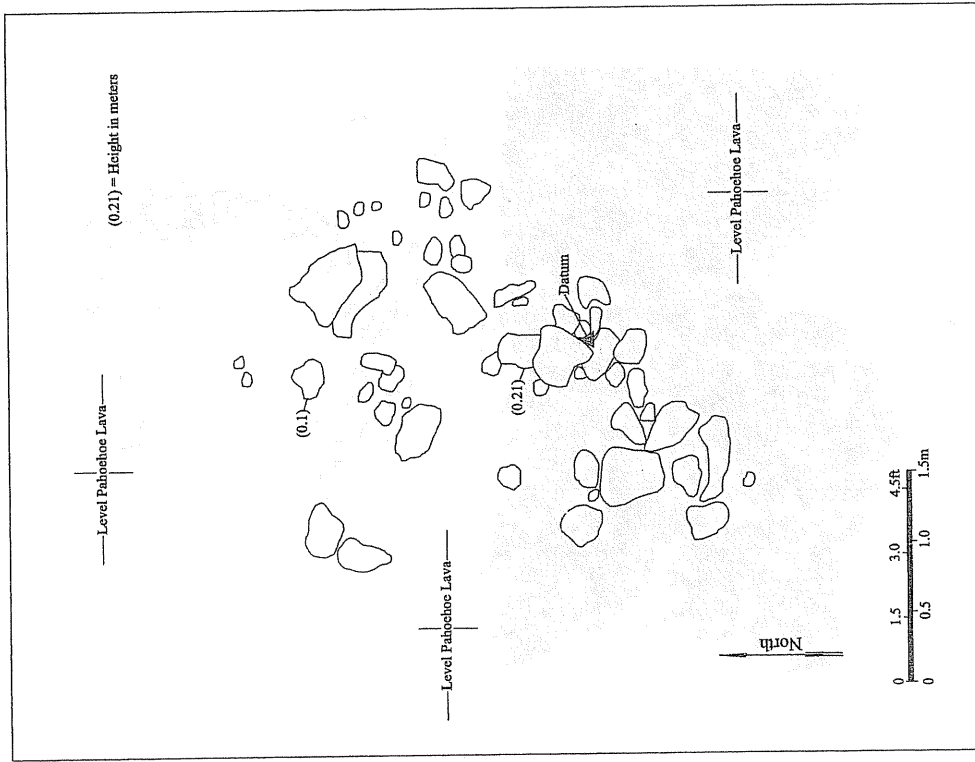 (0.21) = Height in meters
Level Pahoehoe Lava
Level Pahoehoe Lava
Level Pahoehoe Lava
(0.1)
(0.21)
Datum
North
0 1.5 3.0 4.5ft
0 0.5 1.0 1.5m